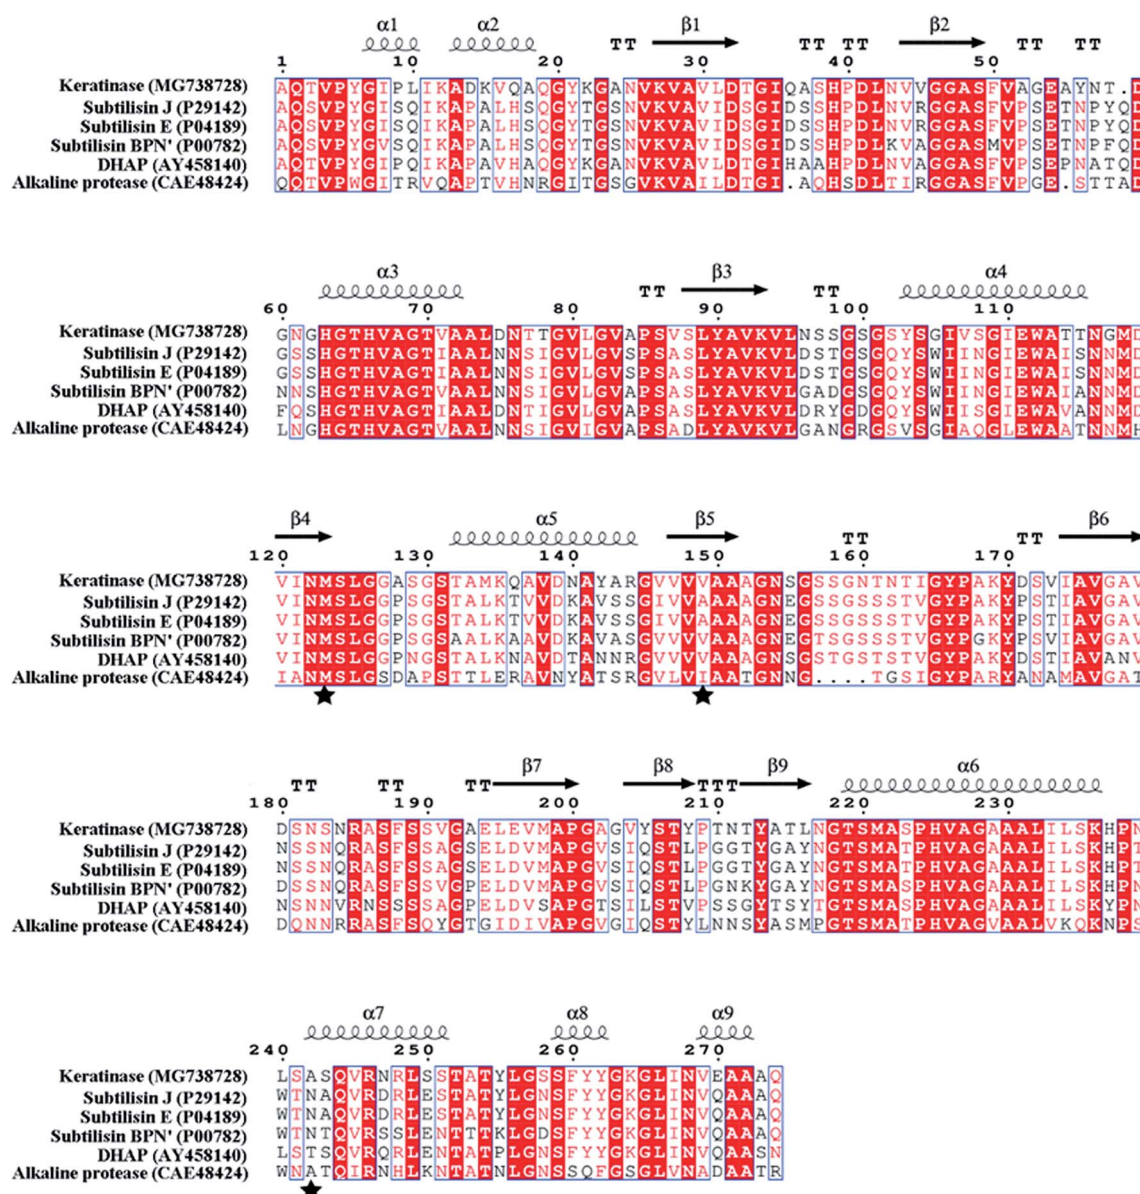 α1 α2 TT β1 TT TT β2 TT TT
1 10 20 30 40 50
Keratinase (MG738728) AQTVPYGIPLIKADKVQAQGYKGANVKVAVLDTGIQASHPDLNVVGGASFVAGEAYNT.D
Subtilisin J (P29142) AQSVPYGISQIKAPALHSQGYTGSNVKVAVIDSGIDSSHPDLNVRGGASFVPSETNPYQD
Subtilisin E (P04189) AQSVPYGISQIKAPALHSQGYTGSNVKVAVIDSGIDSSHPDLNVRGGASFVPSETNPYQD
Subtilisin BPN' (P00782) AQSVPYGVSQIKAPALHSQGYTGSNVKVAVIDSGIDSSHPDLKVAGGASMVPSETNPFQD
DHAP (AY458140) AQTVPYGIPQIKAPAVHAQGYKGANVKVAVLDTGIHAAHPDLNVAGGASFVPSEPNATQD
Alkaline protease (CAE48424) QQTVPWGITRVQAPTVHNRGITGSGVKVAILDTGI.AQHSDLTIRGGASFVPGE.STTAD
α3 TT β3 TT α4
60 70 80 90 100 110
Keratinase (MG738728) GNGHGTHVAGTVAALDNTTGVLGVAPSVSLYAVKVLNSSGSGSYSGIVSGIEWATTNGMD
Subtilisin J (P29142) GSSHGTHVAGTIAALNNSIGVLGVSPSASLYAVKVLDSTGSGQYSWIINGIEWAISNNMD
Subtilisin E (P04189) GSSHGTHVAGTIAALNNSIGVLGVSPSASLYAVKVLDSTGSGQYSWIINGIEWAISNNMD
Subtilisin BPN' (P00782) NNSHGTHVAGTVAALNNSIGVLGVAPSASLYAVKVLGADGSGQYSWIINGIEWAIANNMD
DHAP (AY458140) FQSHGTHVAGTIAALDNTIGVLGVAPSASLYAVKVLDRYGDGQYSWIISGIEWAVANNMD
Alkaline protease (CAE48424) LNGHGTHVAGTVAALNNSIGVIGVAPSADLYAVKVLGANGRGSVSGIAQGLEWAATNNMH
β4 α5 β5 TT TT β6
120 130 140 150 160 170
Keratinase (MG738728) VINMSLGGASGSTAMKQAVDNAYARGVVVVAAAGNSGSSGNTNTIGYPAKYDSVIAVGAV
Subtilisin J (P29142) VINMSLGGPSGSTALKTVVDKAVSSGIVVAAAAGNEGSSGSSSTVGYPAKYPSTIAVGAV
Subtilisin E (P04189) VINMSLGGPSGSTALKTVVDKAVSSGIVVAAAAGNEGSSGSSSTVGYPAKYPSTIAVGAV
Subtilisin BPN' (P00782) VINMSLGGPSGSAALKAAVDKAVASGVVVVAAAGNEGTSGSSSTVGYPGKYPSVIAVGAV
DHAP (AY458140) VINMSLGGPNGSTALKNAVDTANNRGVVVVAAAGNSGSTGSTSTVGYPAKYDSTIAVANV
Alkaline protease (CAE48424) IANMSLGSDAPSTTLERAVNYATSRGVLVIAATGNNG....TGSIGYPARYANAMAVGAT
TT TT TT β7 β8 TTT β9 α6
180 190 200 210 220 230
Keratinase (MG738728) DSNSNRASFSSVGAELEVMAPGAGVYSTYPTNTYATLNGTSMASPHVAGAAALILSKHPN
Subtilisin J (P29142) NSSNQRASFSSAGSELDVMAPGVSIQSTLPGGTYGAYNGTSMATPHVAGAAALILSKHPT
Subtilisin E (P04189) NSSNQRASFSSAGSELDVMAPGVSIQSTLPGGTYGAYNGTSMATPHVAGAAALILSKHPT
Subtilisin BPN' (P00782) DSSNQRASFSSVGPELDVMAPGVSIQSTLPGNKYGAYNGTSMATPHVAGAAALILSKHPN
DHAP (AY458140) NSNNVRNSSSSAGPELDVSAPGTSILSTVPSSGYTSYTGTSMATPHVAGAAALILSKYPN
Alkaline protease (CAE48424) DQNNRRASFSQYGTGIDIVAPGVGIQSTYLNNSYASMPGTSMATPHVAGVAALVKQKNPS
α7 α8 α9
240 250 260 270
Keratinase (MG738728) LSASQVRNRLSSTATYLGSSFYYGKGLINVEAAAQ
Subtilisin J (P29142) WTNAQVRDRLESTATYLGNSFYYGKGLINVQAAAQ
Subtilisin E (P04189) WTNAQVRDRLESTATYLGNSFYYGKGLINVQAAAQ
Subtilisin BPN' (P00782) WTNTQVRSSLENTTTKLGDSFYYGKGLINVQAAAQ
DHAP (AY458140) LSTSQVRQRLENTATPLGNSFYYGKGLINVQAASN
Alkaline protease (CAE48424) WNATQIRNHLKNTATNLGNSSQFGSGLVNADAATR